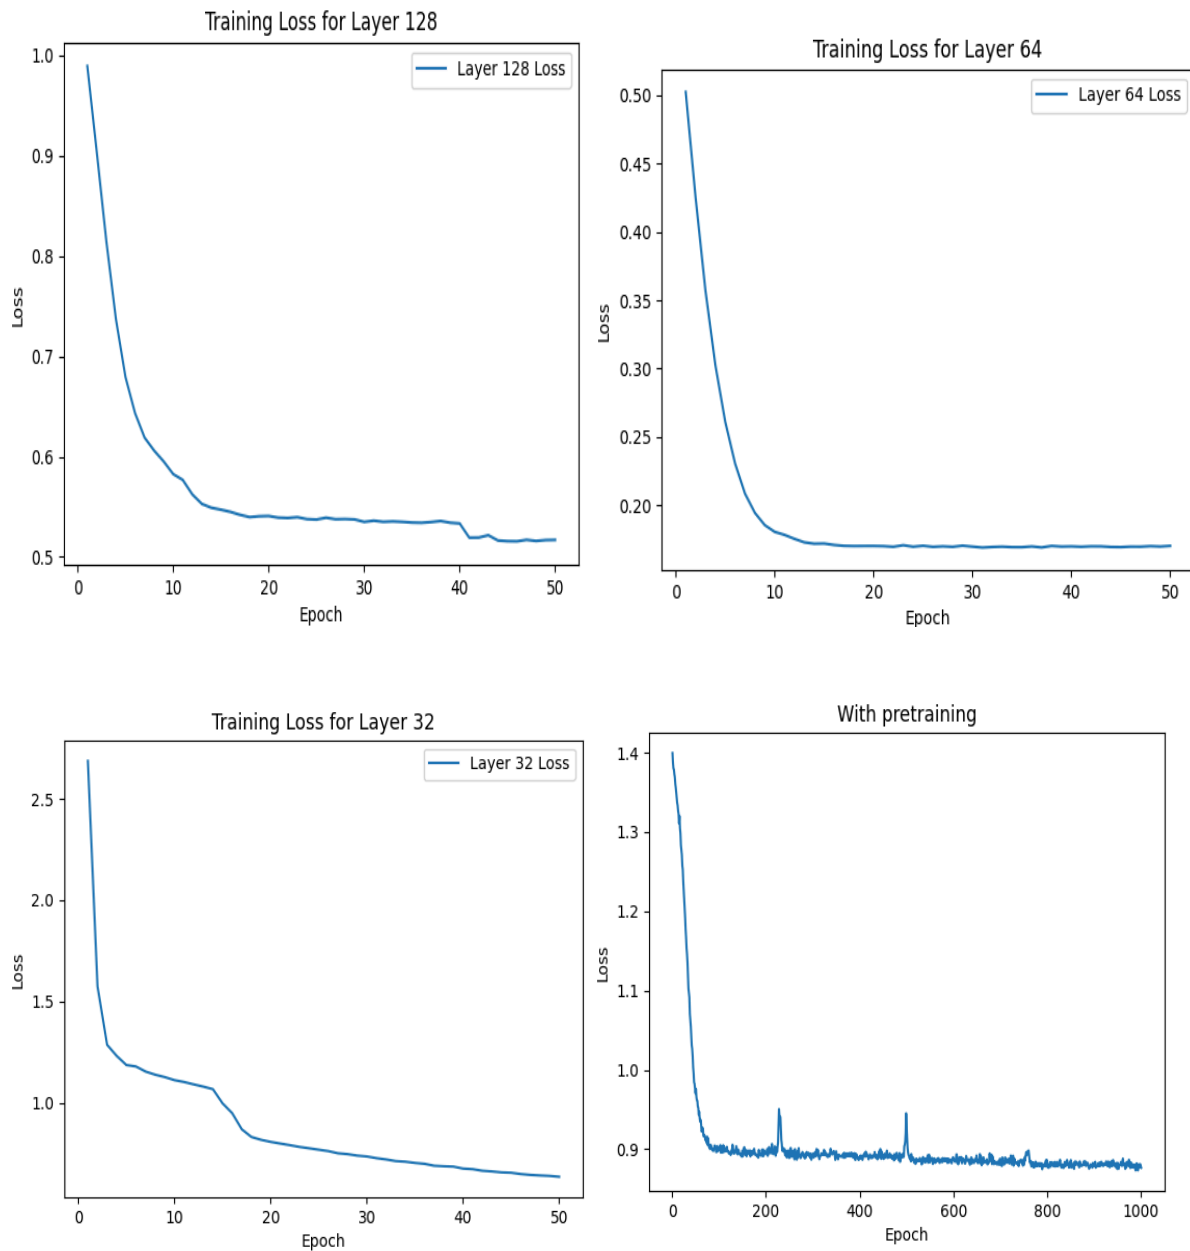 Training Loss for Layer 128
Layer 128 Loss
Loss
1.0
0.9
0.8
0.7
0.6
0.5
0 10 20 30 40 50
Epoch
Training Loss for Layer 64
Layer 64 Loss
Loss
0.50
0.45
0.40
0.35
0.30
0.25
0.20
0 10 20 30 40 50
Epoch
Training Loss for Layer 32
Layer 32 Loss
Loss
2.5
2.0
1.5
1.0
0 10 20 30 40 50
Epoch
With pretraining
Loss
1.4
1.3
1.2
1.1
1.0
0.9
0 200 400 600 800 1000
Epoch